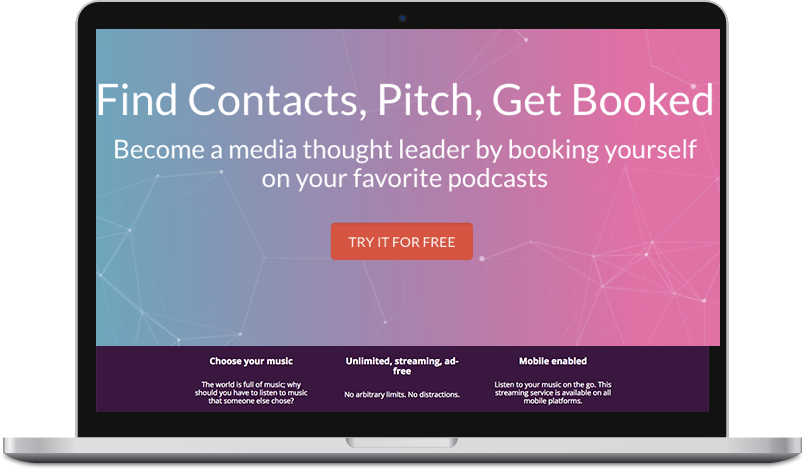 Find Contacts, Pitch, Get Booked
Become a media thought leader by booking yourself
on your favorite podcasts
TRY IT FOR FREE
Choose your music
The world is full of music; why
should you have to listen to music
that someone else chose?
Unlimited, streaming, ad-
free
No arbitrary limits. No distractions.
Mobile enabled
Listen to your music on the go. This
streaming service is available on all
mobile platforms.